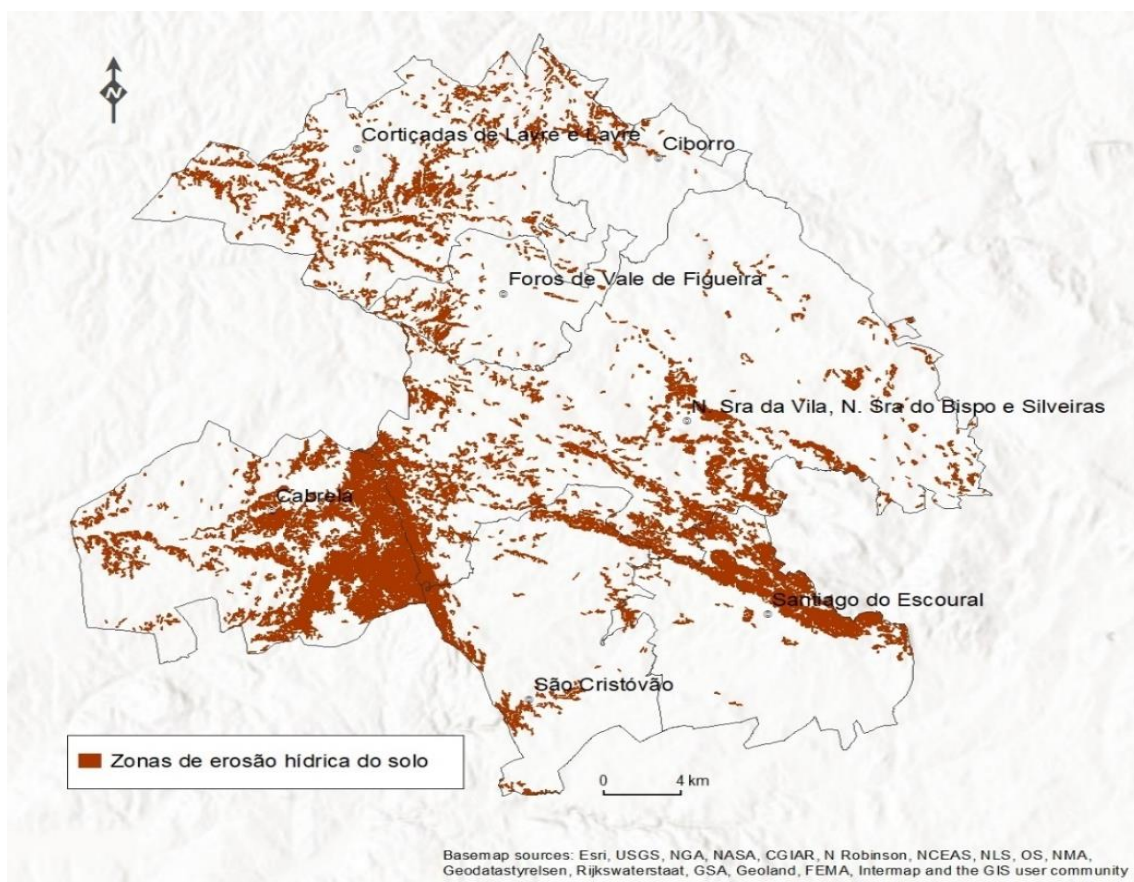 N
Cortiçadas de Lavre e Lavre
Ciborro
Foros de Vale de Figueira
N. Sra da Vila, N. Sra do Bispo e Silveiras
Cabrela
Santiago do Escoural
São Cristóvão
Zonas de erosão hídrica do solo
0 4 km
Basemap sources: Esri, USGS, NGA, NASA, CGIAR, N Robinson, NCEAS, NLS, OS, NMA,
Geodatastyrelsen, Rijkswaterstaat, GSA, Geoland, FEMA, Intermap and the GIS user community